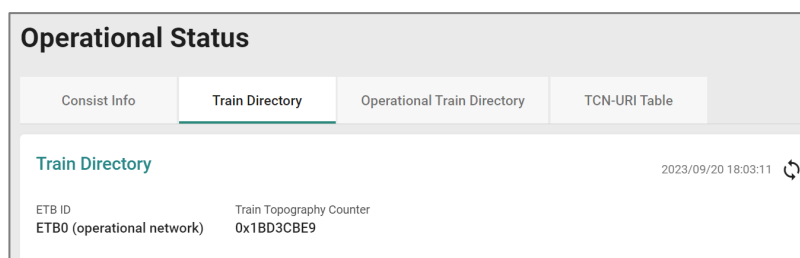 Operational Status
Consist Info Train Directory Operational Train Directory TCN-URI Table
Train Directory 2023/09/20 18:03:11
ETB ID Train Topography Counter
ETB0 (operational network) 0x1BD3CBE9